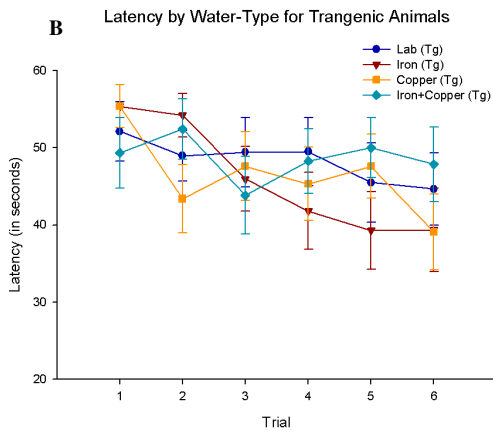 Latency by Water-Type for Trangenic Animals
B
Lab (Tg)
Iron (Tg)
Copper (Tg)
Iron+Copper (Tg)
60
50
40
30
20
Latency (in seconds)
1 2 3 4 5 6
Trial